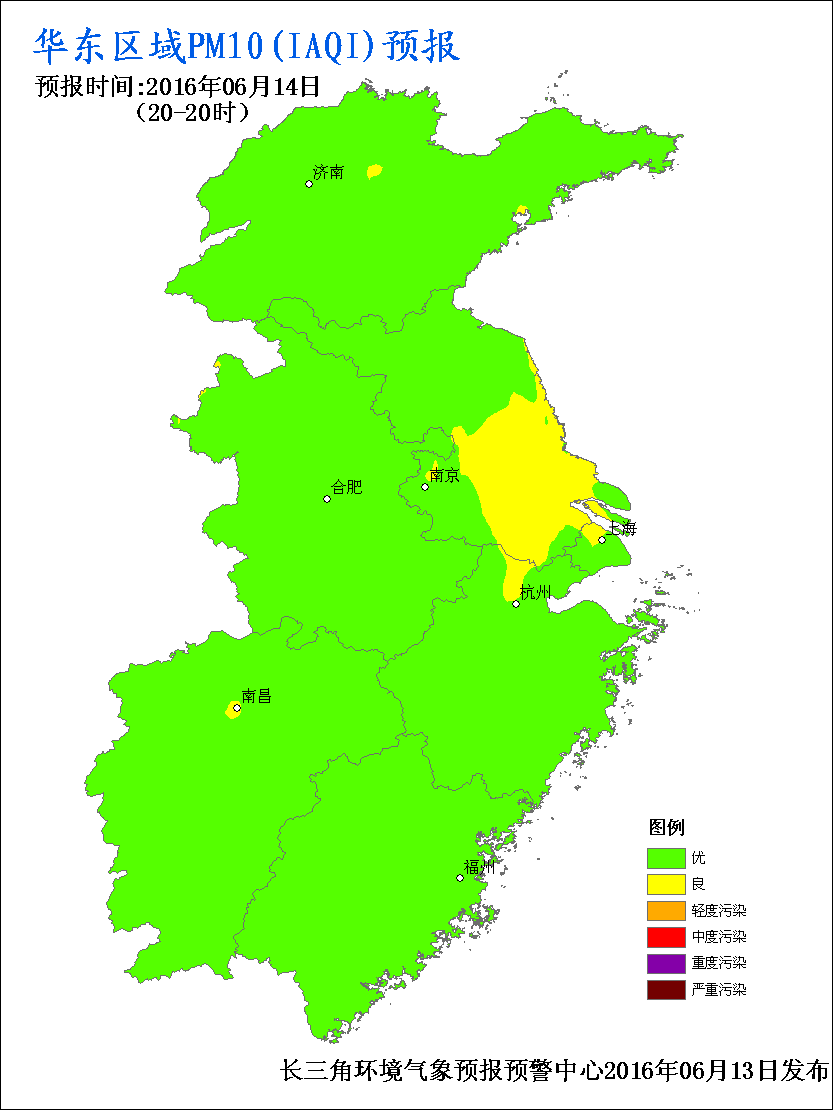 华东区域PM10(IAQI)预报
预报时间:2016年06月14日
(20-20时)
济南
南京
合肥
上海
杭州
南昌
福州
图例
优
良
轻度污染
中度污染
重度污染
严重污染
长三角环境气象预报预警中心2016年06月13日发布